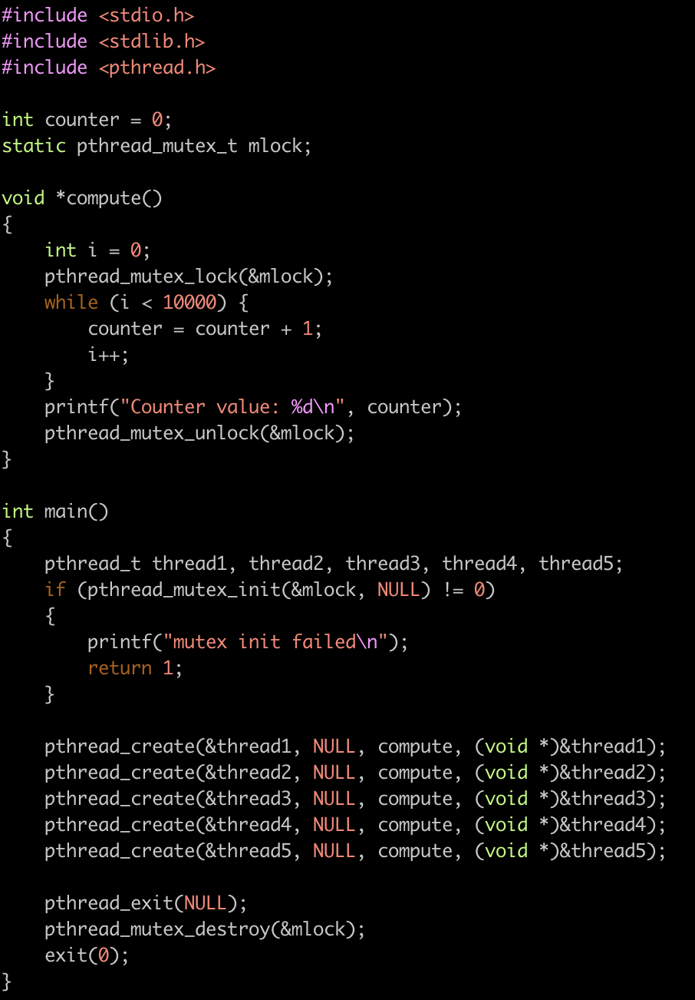 #include <stdio.h>
#include <stdlib.h>
#include <pthread.h>

int counter = 0;
static pthread_mutex_t mlock;

void *compute()
{
    int i = 0;
    pthread_mutex_lock(&mlock);
    while (i < 10000) {
        counter = counter + 1;
        i++;
    }
    printf("Counter value: %d\n", counter);
    pthread_mutex_unlock(&mlock);
}

int main()
{
    pthread_t thread1, thread2, thread3, thread4, thread5;
    if (pthread_mutex_init(&mlock, NULL) != 0)
    {
        printf("mutex init failed\n");
        return 1;
    }

    pthread_create(&thread1, NULL, compute, (void *)&thread1);
    pthread_create(&thread2, NULL, compute, (void *)&thread2);
    pthread_create(&thread3, NULL, compute, (void *)&thread3);
    pthread_create(&thread4, NULL, compute, (void *)&thread4);
    pthread_create(&thread5, NULL, compute, (void *)&thread5);

    pthread_exit(NULL);
    pthread_mutex_destroy(&mlock);
    exit(0);
}